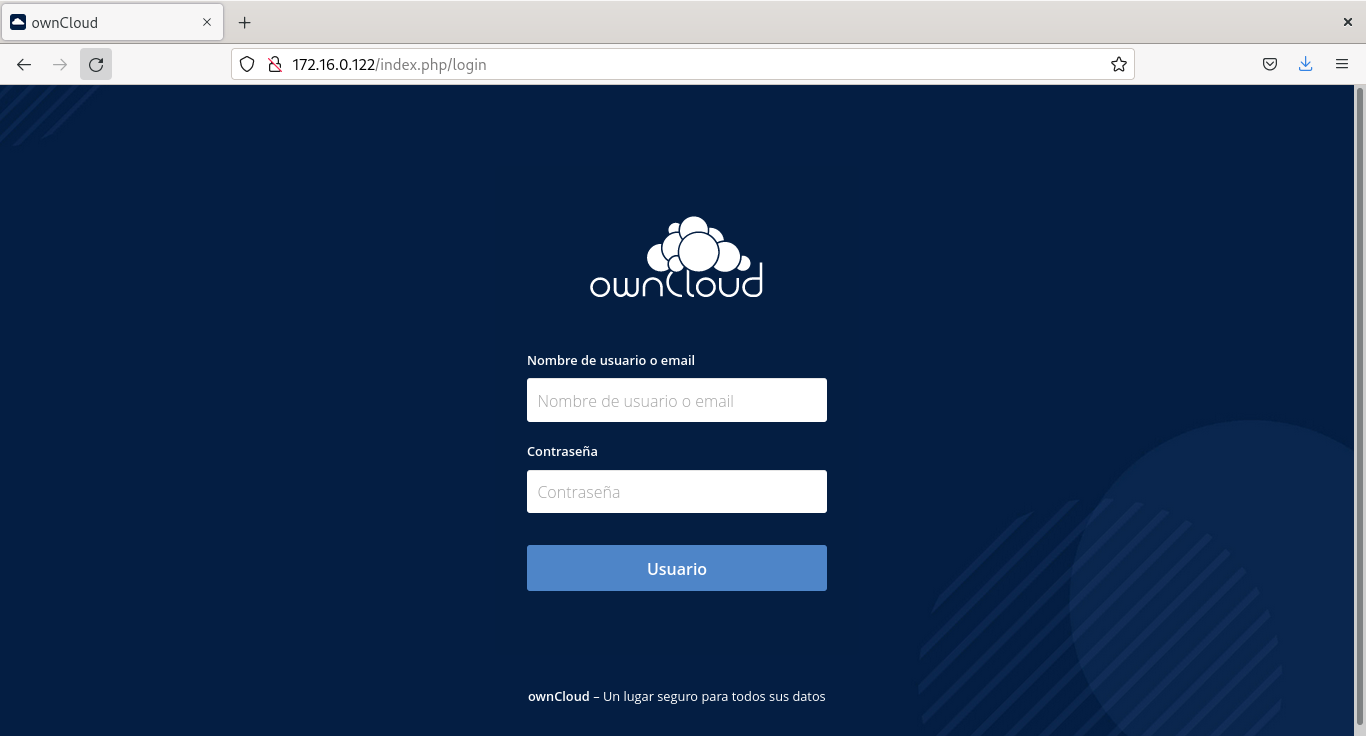 ownCloud
172.16.0.122/index.php/login
ownCloud
Nombre de usuario o email
Nombre de usuario o email
Contraseña
Contraseña
Usuario
ownCloud – Un lugar seguro para todos sus datos